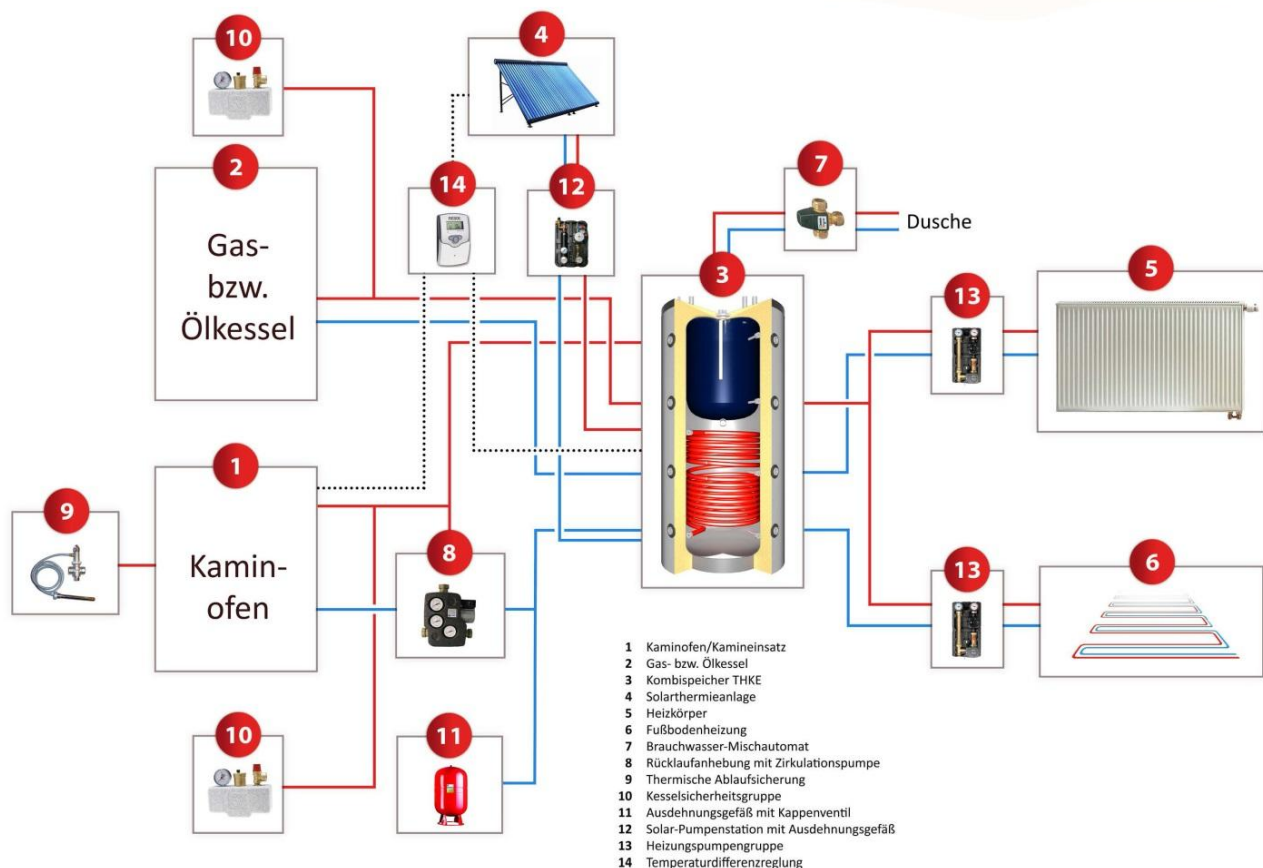 10
4
2
14
12
7
Gas-
bzw.
Ölkessel
Dusche
3
13
5
1
Kamin-
ofen
9
8
13
6
10
11
1 Kaminofen/Kamineinsatz
2 Gas- bzw. Ölkessel
3 Kombispeicher THKE
4 Solarthermieanlage
5 Heizkörper
6 Fußbodenheizung
7 Brauchwasser-Mischautomat
8 Rücklaufanhebung mit Zirkulationspumpe
9 Thermische Ablaufsicherung
10 Kesselsicherheitsgruppe
11 Ausdehnungsgefäß mit Kappenventil
12 Solar-Pumpenstation mit Ausdehnungsgefäß
13 Heizungspumpengruppe
14 Temperaturdifferenzreglung